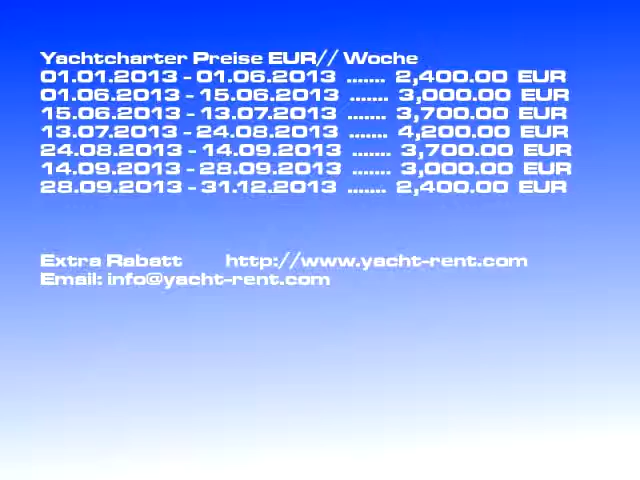 Yachtcharter Preise EUR// Woche
01.01.2013 - 01.06.2013 ....... 2,400.00 EUR
01.06.2013 - 15.06.2013 ....... 3,000.00 EUR
15.06.2013 - 13.07.2013 ....... 3,700.00 EUR
13.07.2013 - 24.08.2013 ....... 4,200.00 EUR
24.08.2013 - 14.09.2013 ....... 3,700.00 EUR
14.09.2013 - 28.09.2013 ....... 3,000.00 EUR
28.09.2013 - 31.12.2013 ....... 2,400.00 EUR
Extra Rabatt http://www.yacht-rent.com
Email: info@yacht-rent.com